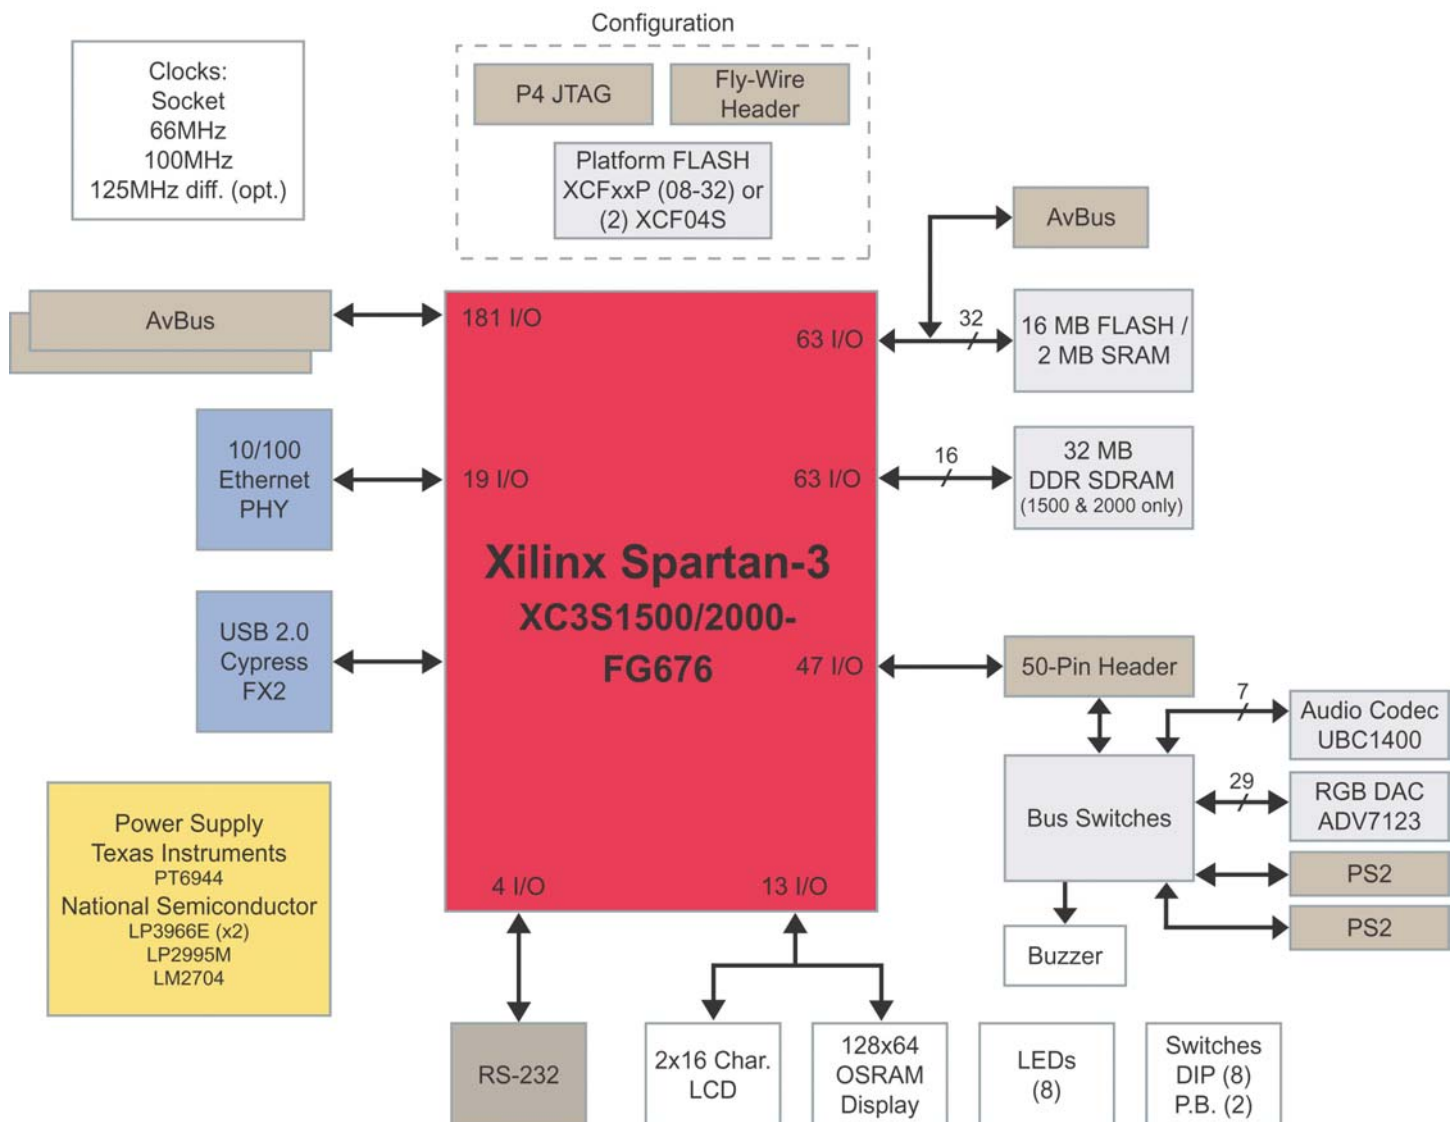 Configuration
Clocks:
Socket
66MHz
100MHz
125MHz diff. (opt.)
P4 JTAG
Fly-Wire
Header
Platform FLASH
XCFxxP (08-32) or
(2) XCF04S
AvBus
AvBus
181 I/O
63 I/O
32
16 MB FLASH /
2 MB SRAM
10/100
Ethernet
PHY
19 I/O
63 I/O
16
32 MB
DDR SDRAM
(1500 & 2000 only)
Xilinx Spartan-3
XC3S1500/2000-
FG676
USB 2.0
Cypress
FX2
47 I/O
50-Pin Header
7
Audio Codec
UBC1400
Bus Switches
29
RGB DAC
ADV7123
PS2
PS2
Buzzer
Power Supply
Texas Instruments
PT6944
National Semiconductor
LP3966E (x2)
LP2995M
LM2704
4 I/O
13 I/O
RS-232
2x16 Char.
LCD
128x64
OSRAM
Display
LEDs
(8)
Switches
DIP (8)
P.B. (2)